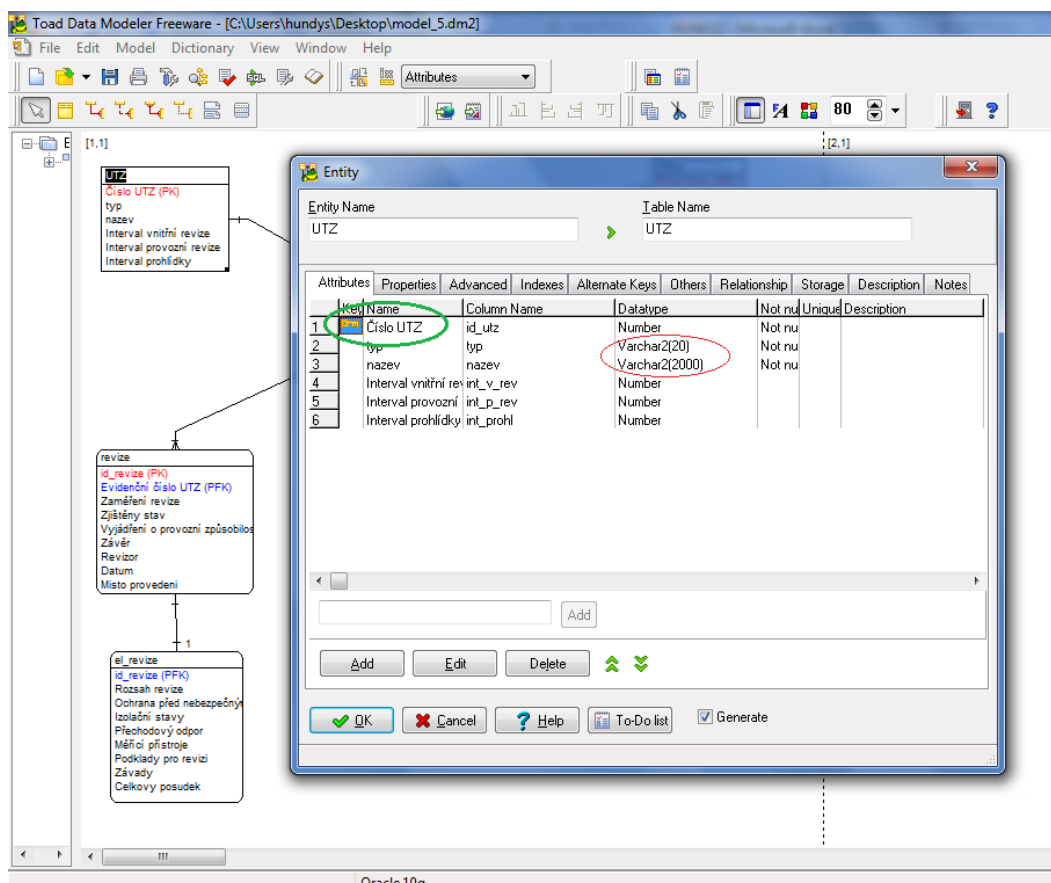 Toad Data Modeler Freeware - [C:\Users\hundys\Desktop\model_5.dm2]
File Edit Model Dictionary View Window Help
Attributes
80
E
[1,1]
[2,1]
UTZ
Číslo UTZ (PK)
typ
nazev
Interval vnitřní revize
Interval provozní revize
Interval prohlídky
revize
id_revize (PK)
Evidenční číslo UTZ (PFK)
Zaměření revize
Zjištěny stav
Vyjádření o provozní způsobilos
Závěr
Revizor
Datum
Misto provedeni
1
el_revize
id_revize (PFK)
Rozsah revize
Ochrana před nebezpečný
Izolační stavy
Přechodový odpor
Měřící přístroje
Podklady pro revizi
Závady
Celkovy posudek
Entity
Entity Name Table Name
UTZ UTZ
Attributes Properties Advanced Indexes Alternate Keys Others Relationship Storage Description Notes
Key Name Column Name Datatype Not nu Unique Description
1 Číslo UTZ id_utz Number Not nu
2 typ typ Varchar2(20) Not nu
3 nazev nazev Varchar2(2000) Not nu
4 Interval vnitřní rev int_v_rev Number
5 Interval provozní int_p_rev Number
6 Interval prohlídky int_prohl Number
Add
Add Edit Delete
OK Cancel Help To-Do list Generate
Oracle 10g